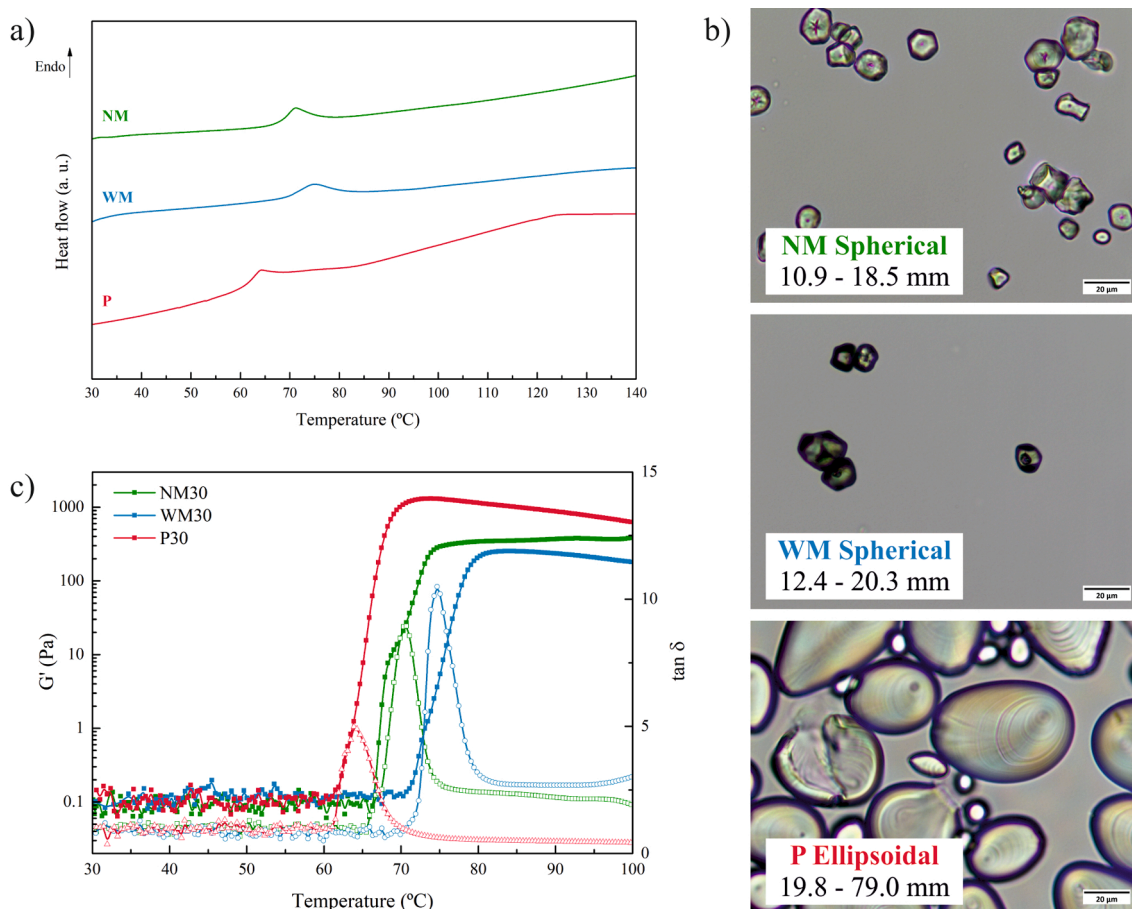 a)
Endo
NM
WM
P
Heat flow (a. u.)
30 40 50 60 70 80 90 100 110 120 130 140
Temperature (ºC)
b)
NM Spherical
10.9 - 18.5 mm
20 µm
WM Spherical
12.4 - 20.3 mm
20 µm
P Ellipsoidal
19.8 - 79.0 mm
20 µm
c)
NM30
WM30
P30
1000
100
10
1
0.1
G' (Pa)
15
10
5
0
tan δ
30 40 50 60 70 80 90 100
Temperature (ºC)